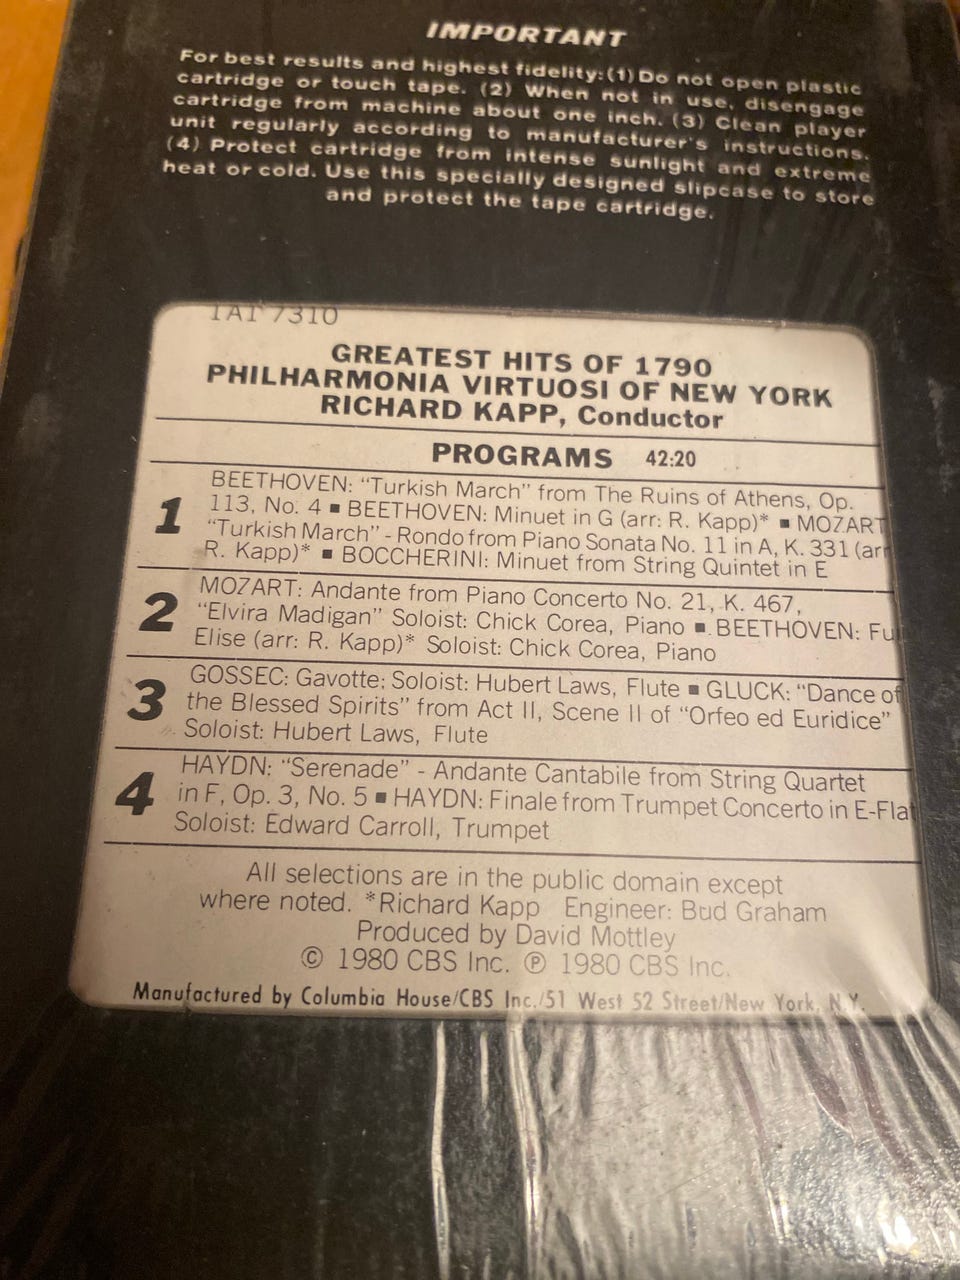 IMPORTANT
For best results and highest fidelity: (1) Do not open plastic
cartridge or touch tape. (2) When not in use, disengage
cartridge from machine about one inch. (3) Clean player
unit regularly according to manufacturer's instructions.
(4) Protect cartridge from intense sunlight and extreme
heat or cold. Use this specially designed slipcase to store
and protect the tape cartridge.
7310
GREATEST HITS OF 1790
PHILHARMONIA VIRTUOSI OF NEW YORK
RICHARD KAPP, Conductor
PROGRAMS 42:20
1
BEETHOVEN: “Turkish March” from The Ruins of Athens, Op.
113, No. 4 ■ BEETHOVEN: Minuet in G (arr: R. Kapp)* ■ MOZART
“Turkish March” - Rondo from Piano Sonata No. 11 in A, K. 331 (arr
R. Kapp)* ■ BOCCHERINI: Minuet from String Quintet in E
2
MOZART: Andante from Piano Concerto No. 21, K. 467,
“Elvira Madigan” Soloist: Chick Corea, Piano ■ BEETHOVEN: Fu
Elise (arr: R. Kapp)* Soloist: Chick Corea, Piano
3
GOSSEC: Gavotte; Soloist: Hubert Laws, Flute ■ GLUCK: “Dance of
the Blessed Spirits” from Act II, Scene II of “Orfeo ed Euridice”
Soloist: Hubert Laws, Flute
4
HAYDN: “Serenade” - Andante Cantabile from String Quartet
in F, Op. 3, No. 5 ■ HAYDN: Finale from Trumpet Concerto in E-Flat
Soloist: Edward Carroll, Trumpet
All selections are in the public domain except
where noted. *Richard Kapp Engineer: Bud Graham
Produced by David Mottley
© 1980 CBS Inc. ℗ 1980 CBS Inc.
Manufactured by Columbia House/CBS Inc./51 West 52 Street/New York, N.Y.